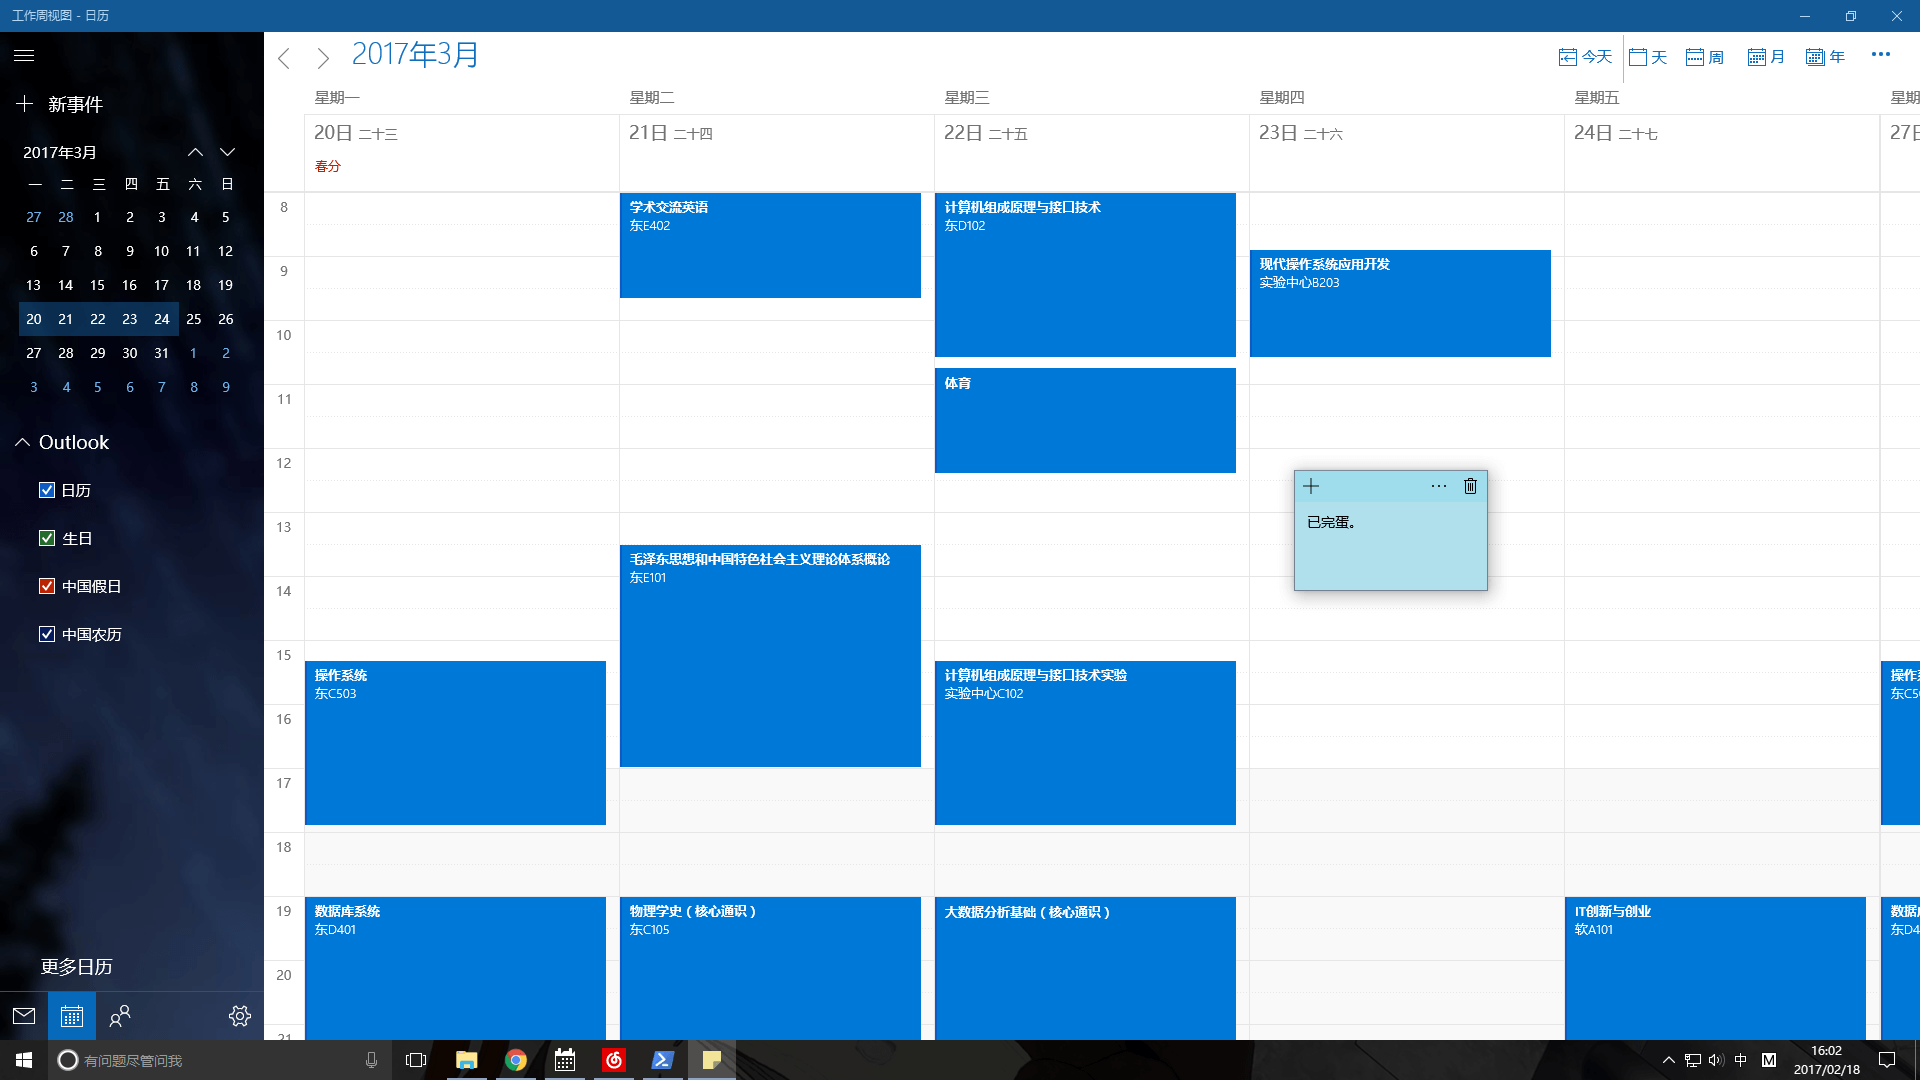 工作周视图 - 日历
新事件
2017年3月
一 二 三 四 五 六 日
27 28 1 2 3 4 5
6 7 8 9 10 11 12
13 14 15 16 17 18 19
20 21 22 23 24 25 26
27 28 29 30 31 1 2
3 4 5 6 7 8 9
Outlook
日历
生日
中国假日
中国农历
更多日历
2017年3月
今天 天 周 月 年
星期一 星期二 星期三 星期四 星期五 星期
20日 二十三 21日 二十四 22日 二十五 23日 二十六 24日 二十七 27日
春分
8
9
10
11
12
13
14
15
16
17
18
19
20
21
操作系统
东C503
数据库系统
东D401
学术交流英语
东E402
毛泽东思想和中国特色社会主义理论体系概论
东E101
物理学史（核心通识）
东C105
计算机组成原理与接口技术
东D102
体育
计算机组成原理与接口技术实验
实验中心C102
大数据分析基础（核心通识）
现代操作系统应用开发
实验中心B203
已完蛋。
IT创新与创业
软A101
操作系
东C50
数据库
东D4
有问题尽管问我
中
M
16:02
2017/02/18